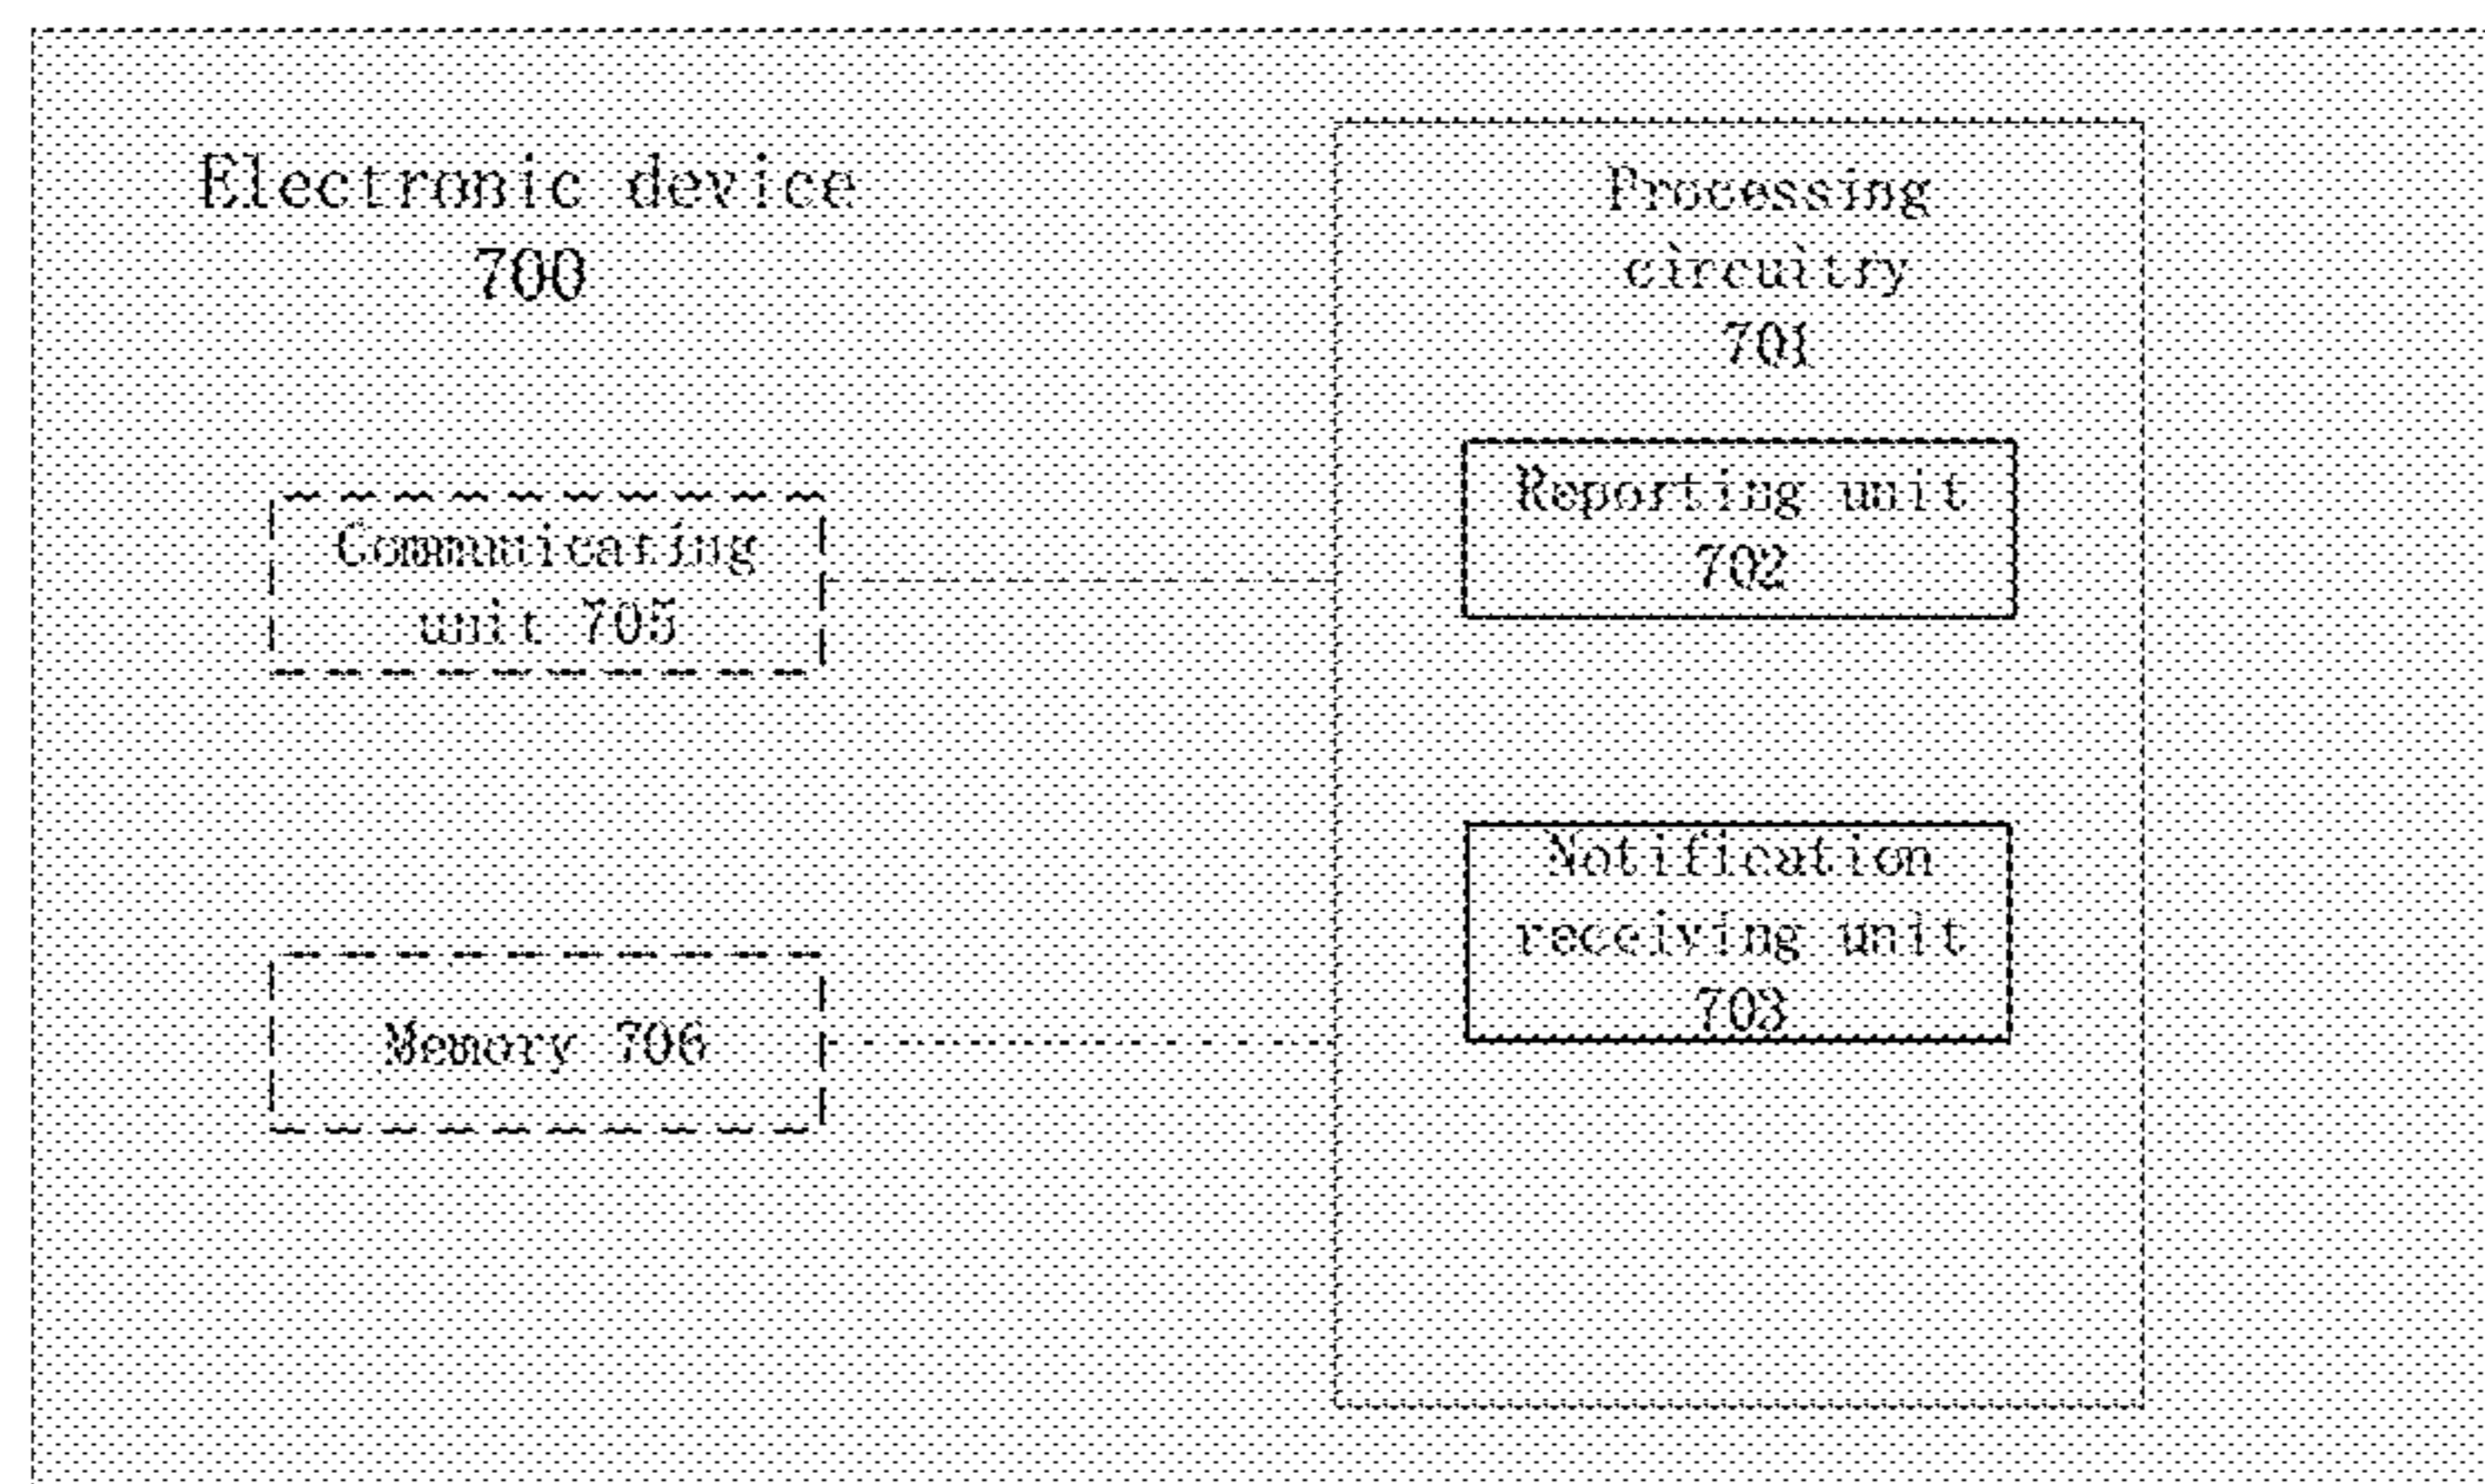 Electronic device
700
Processing
circuitry
701
Reporting unit
702
Communicating
unit 705
Notification
receiving unit
703
Memory 706